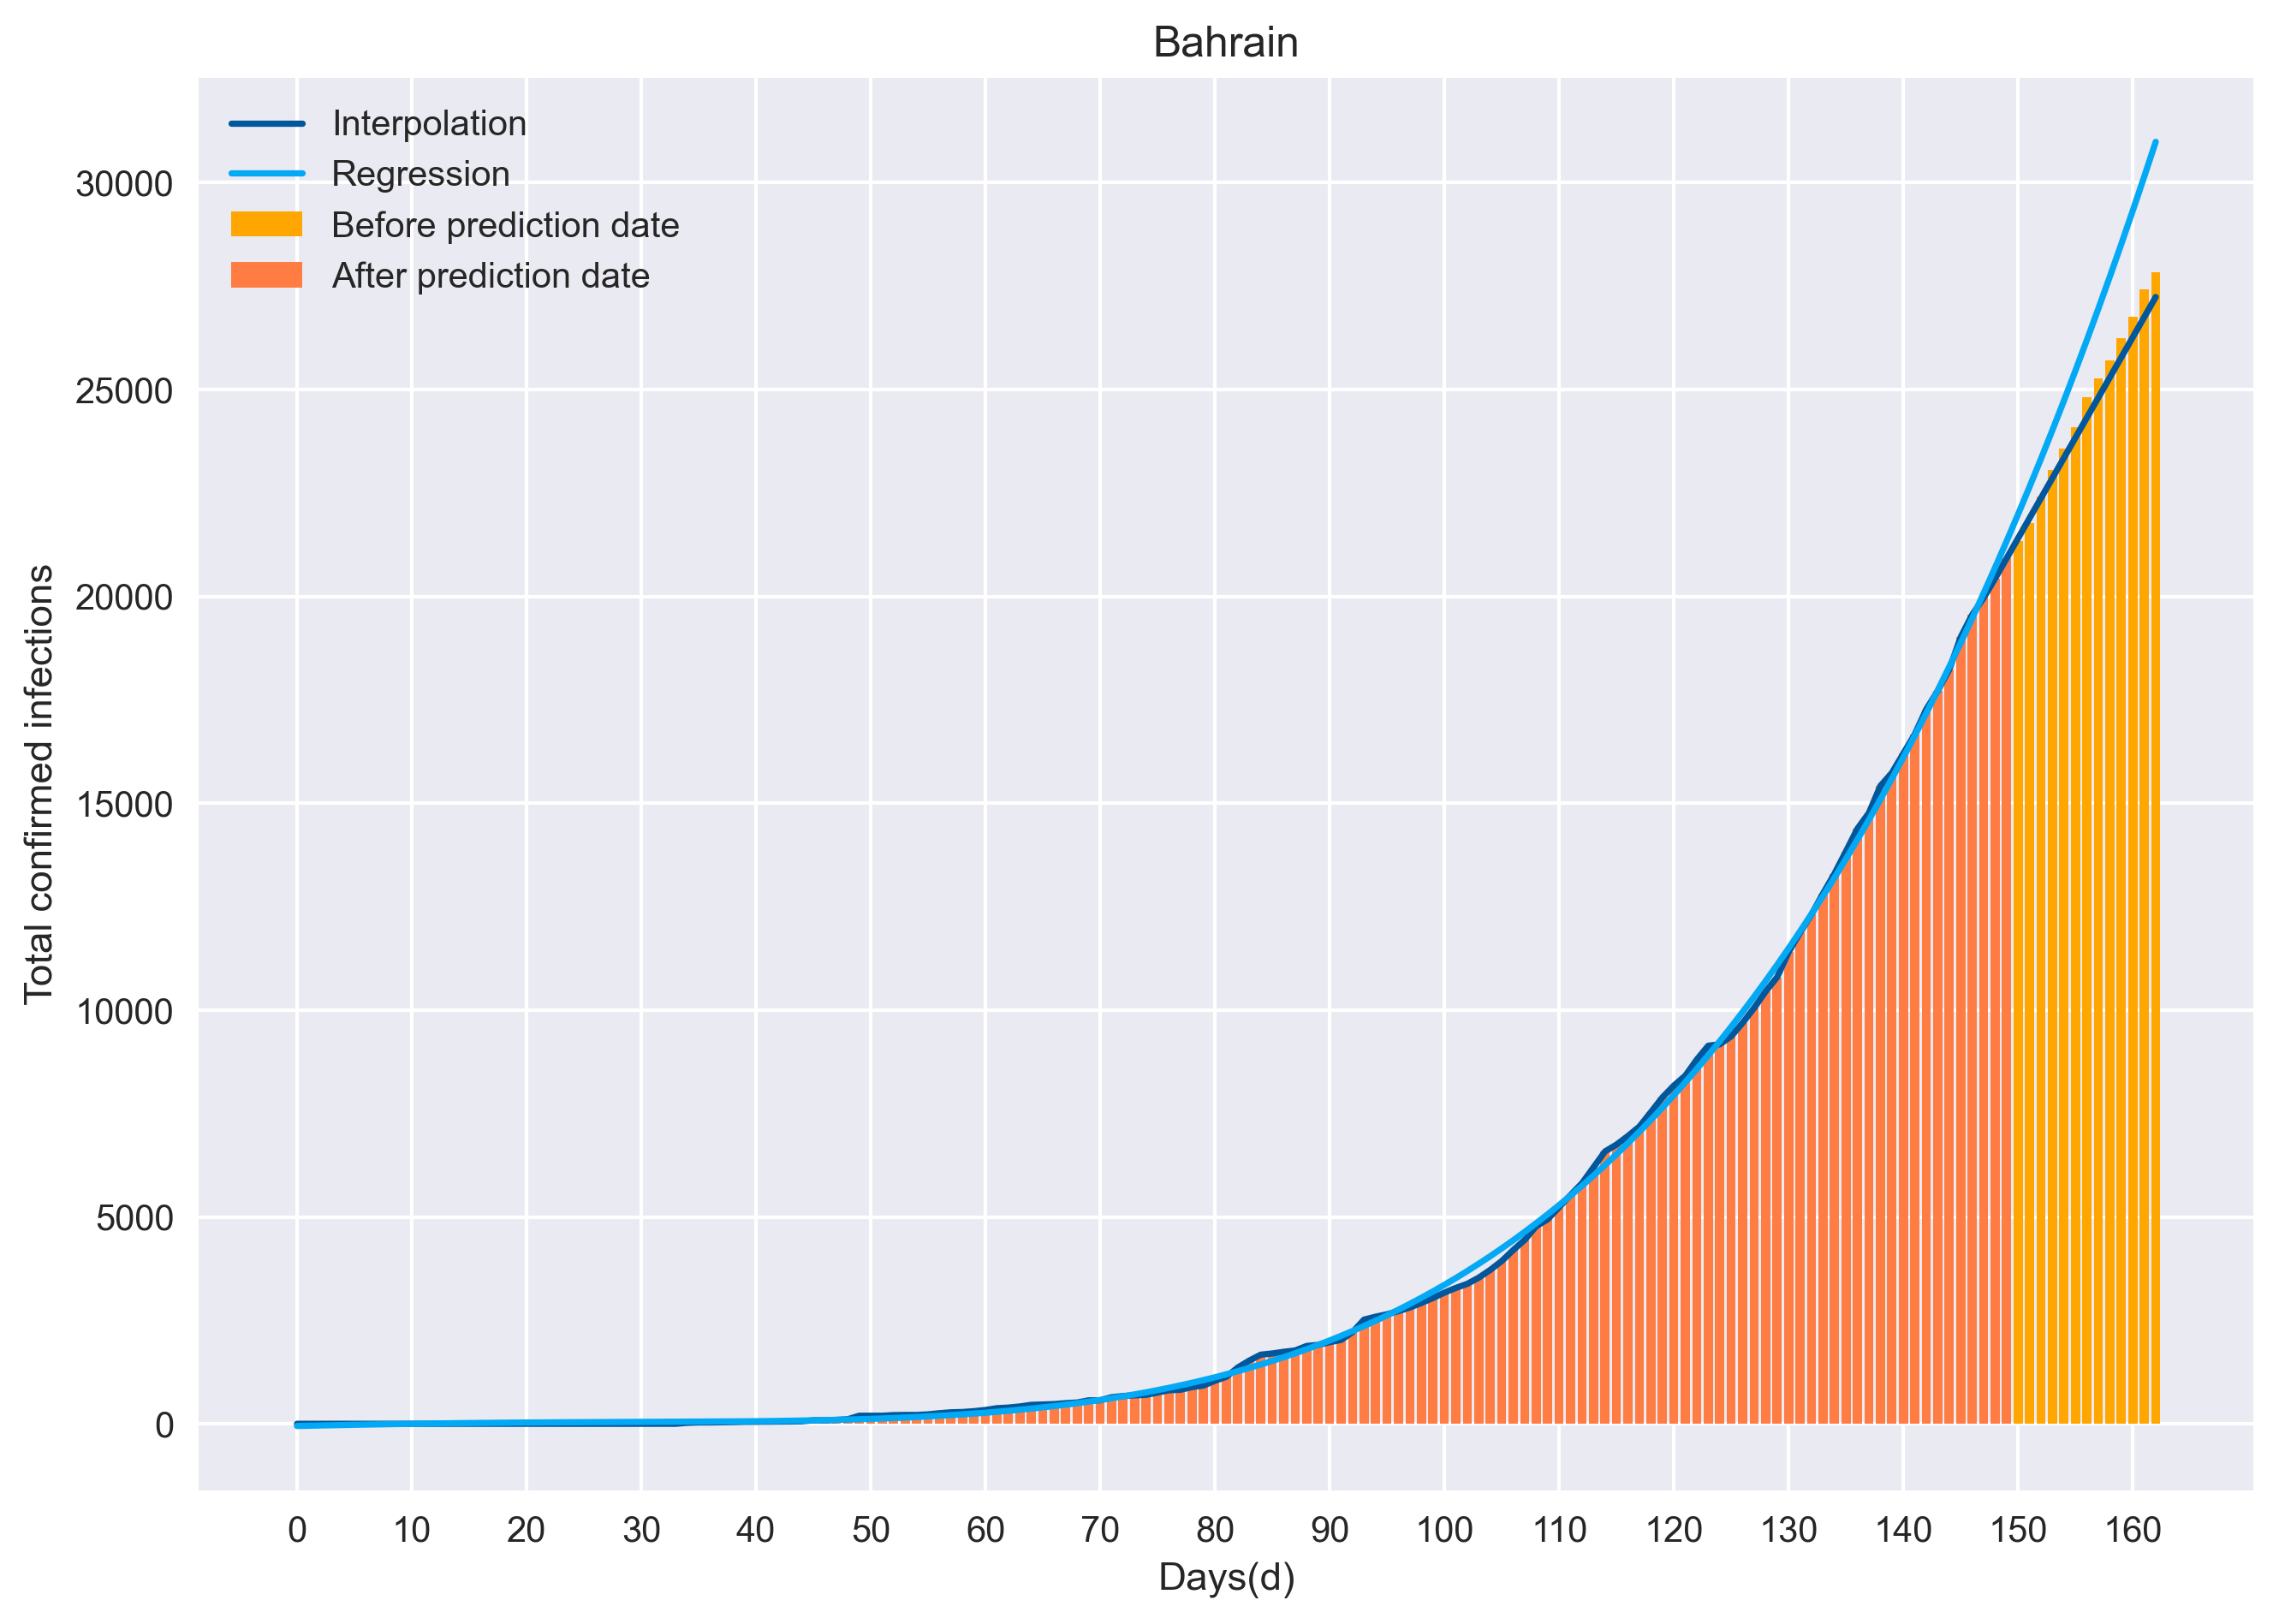 Bahrain
Interpolation
Regression
Before prediction date
After prediction date
30000
25000
20000
15000
10000
5000
0
Total confirmed infections
0 10 20 30 40 50 60 70 80 90 100 110 120 130 140 150 160
Days(d)